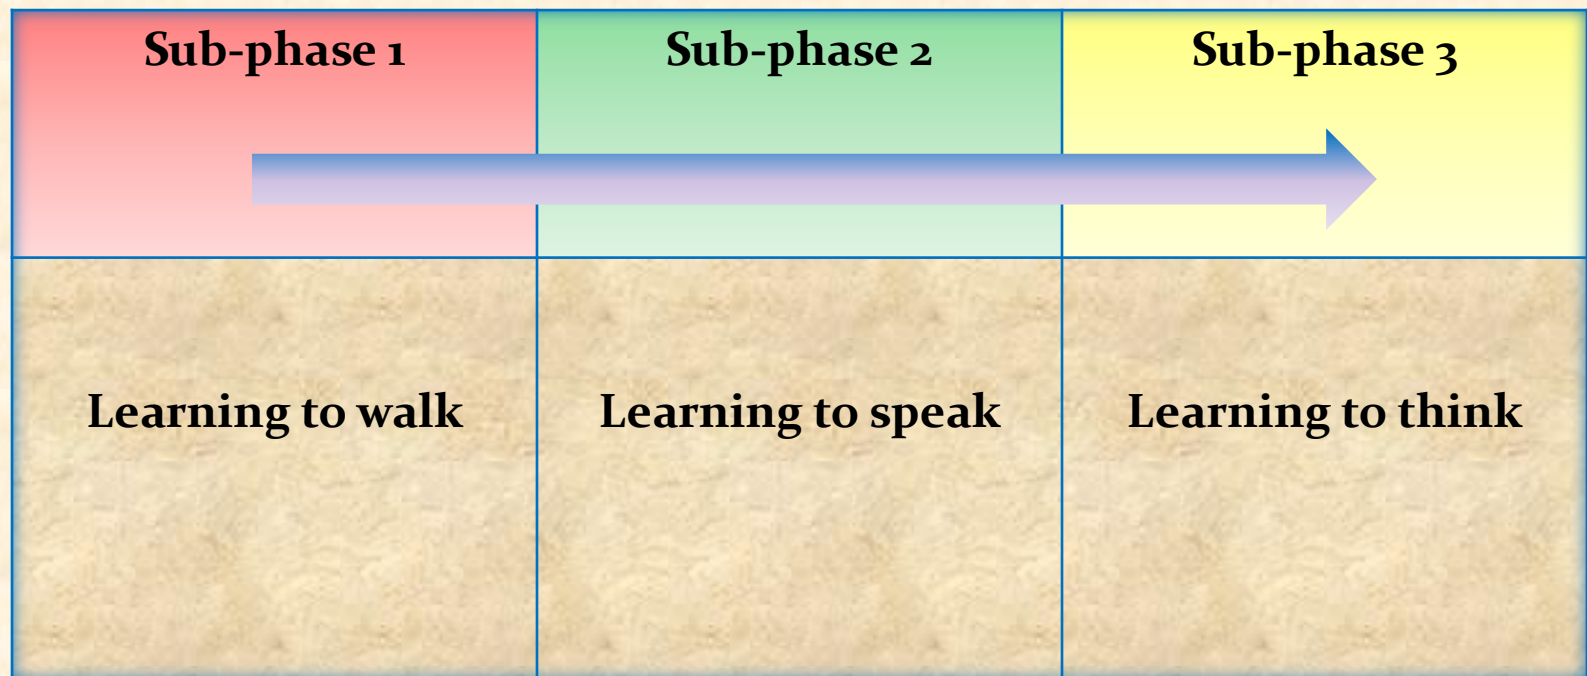 Sub-phase 1
Sub-phase 2
Sub-phase 3
Learning to walk
Learning to speak
Learning to think